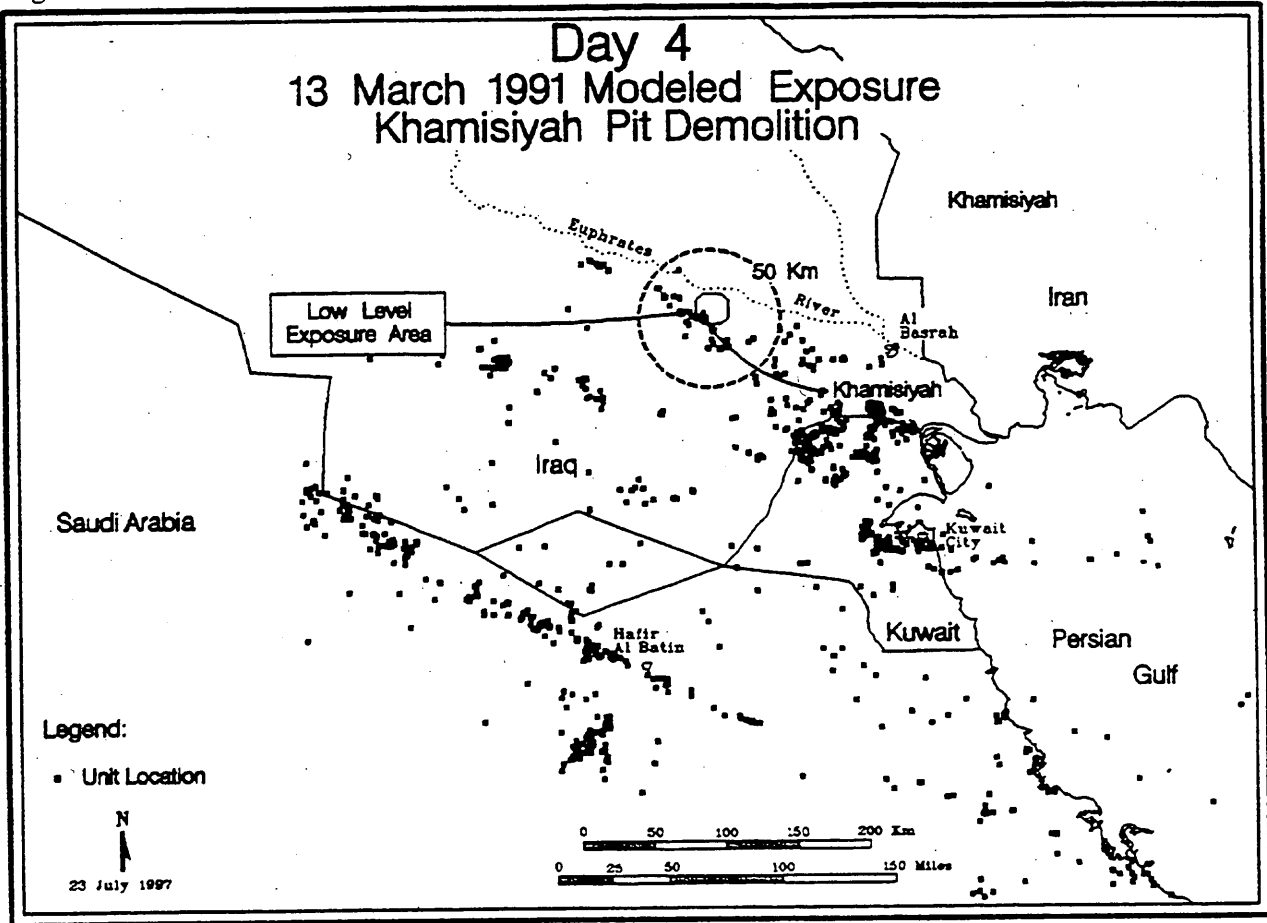 Day 4
13 March 1991 Modeled Exposure
Khamisiyah Pit Demolition
Khamisiyah
Euphrates
50 Km
River
Iran
Low Level
Exposure Area
Al
Basrah
Khamisiyah
Iraq
Saudi Arabia
Kuwait
City
Hafir
Al Batin
Kuwait
Persian
Gulf
Legend:
Unit Location
N
23 July 1997
0 50 100 150 200 Km
0 25 50 100 150 Miles